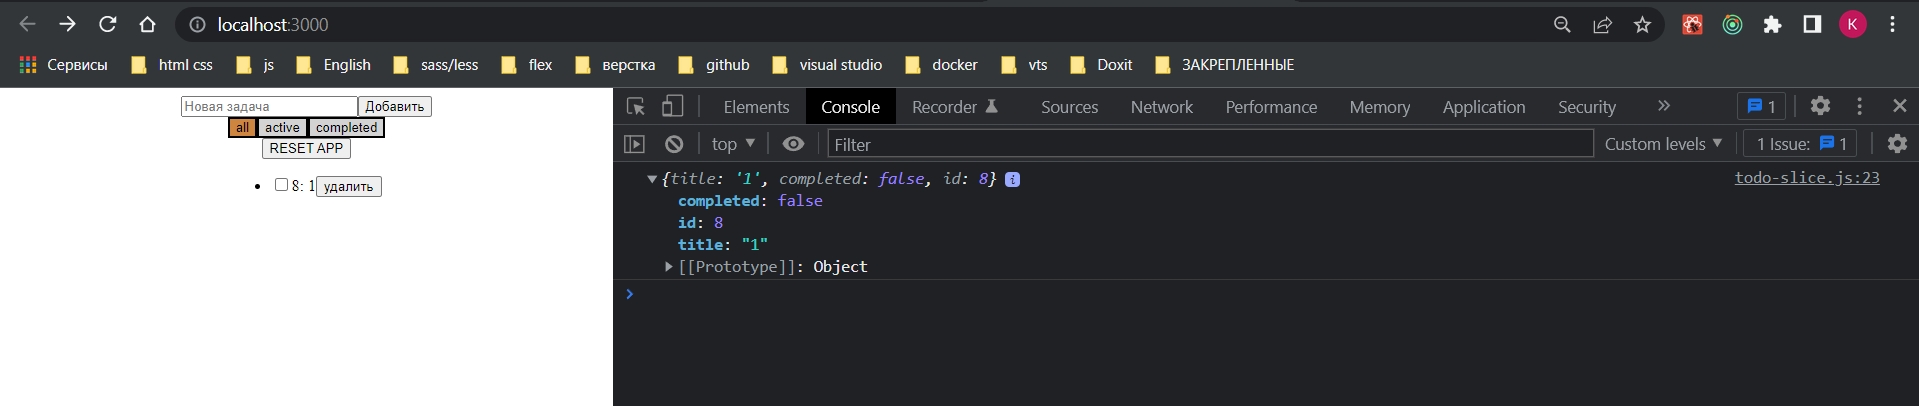 localhost:3000
K
Сервисы html css js English sass/less flex верстка github visual studio docker vts Doxit ЗАКРЕПЛЕННЫЕ
Новая задача Добавить
all active completed
RESET APP
8: 1 удалить
Elements Console Recorder Sources Network Performance Memory Application Security » 1
top Filter Custom levels 1 Issue: 1
{title: '1', completed: false, id: 8} i todo-slice.js:23
completed: false
id: 8
title: "1"
[[Prototype]]: Object